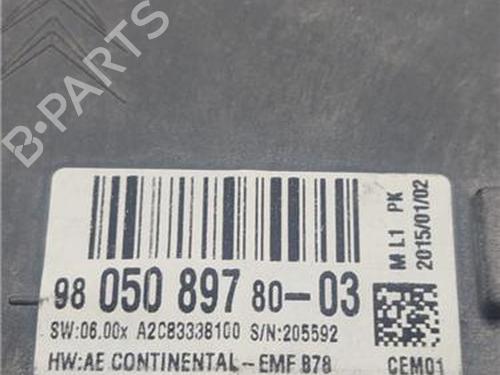 B-PARTS
98 050 897 80-03
SW:06.00x A2C83338100 S/N:205592
HW:AE CONTINENTAL-EMF B78
ML1 PK
2015/01/02
CEM01